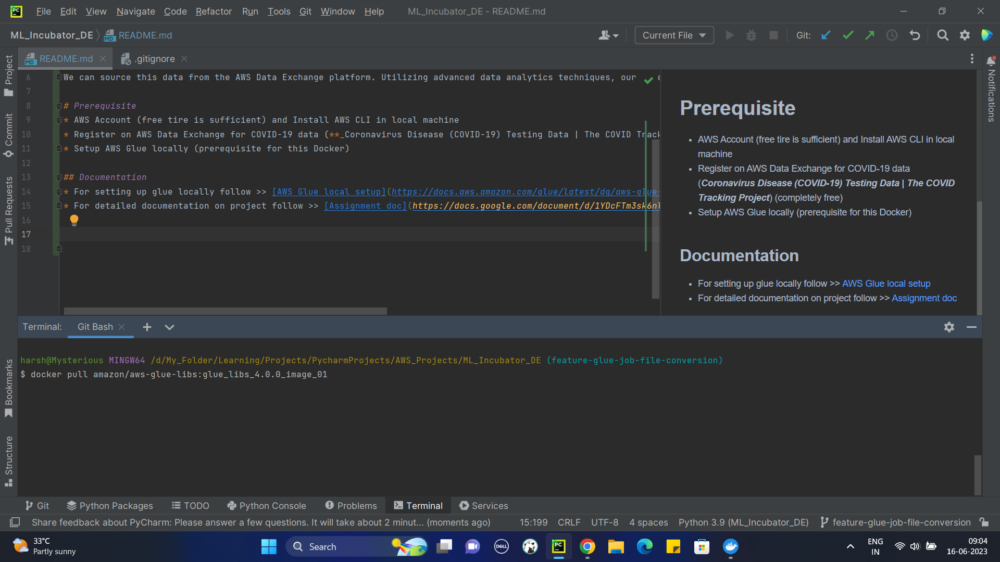 File Edit View Navigate Code Refactor Run Tools Git Window Help ML_Incubator_DE - README.md
ML_Incubator_DE README.md Current File Git:
README.md .gitignore
Project
Commit
Pull Requests
Bookmarks
Structure
Notifications
6 We can source this data from the AWS Data Exchange platform. Utilizing advanced data analytics techniques, our
7
8 # Prerequisite
9 * AWS Account (free tire is sufficient) and Install AWS CLI in local machine
10 * Register on AWS Data Exchange for COVID-19 data (**_Coronavirus Disease (COVID-19) Testing Data | The COVID Track
11 * Setup AWS Glue locally (prerequisite for this Docker)
12
13 ## Documentation
14 * For setting up glue locally follow >> [AWS Glue local setup](https://docs.aws.amazon.com/glue/latest/dg/aws-glue-
15 * For detailed documentation on project follow >> [Assignment doc](https://docs.google.com/document/d/1YDcFTm3sk6nl
16
17
18
Prerequisite
• AWS Account (free tire is sufficient) and Install AWS CLI in local
machine
• Register on AWS Data Exchange for COVID-19 data
(Coronavirus Disease (COVID-19) Testing Data | The COVID
Tracking Project) (completely free)
• Setup AWS Glue locally (prerequisite for this Docker)
Documentation
• For setting up glue locally follow >> AWS Glue local setup
• For detailed documentation on project follow >> Assignment doc
Terminal: Git Bash
harsh@Mysterious MINGW64 /d/My_Folder/Learning/Projects/PycharmProjects/AWS_Projects/ML_Incubator_DE (feature-glue-job-file-conversion)
$ docker pull amazon/aws-glue-libs:glue_libs_4.0.0_image_01
Git Python Packages TODO Python Console Problems Terminal Services
Share feedback about PyCharm: Please answer a few questions. It will take about 2 minut... (moments ago) 15:199 CRLF UTF-8 4 spaces Python 3.9 (ML_Incubator_DE) feature-glue-job-file-conversion
33°C
Partly sunny
Search
DELL
PC
ENG
IN
09:04
16-06-2023